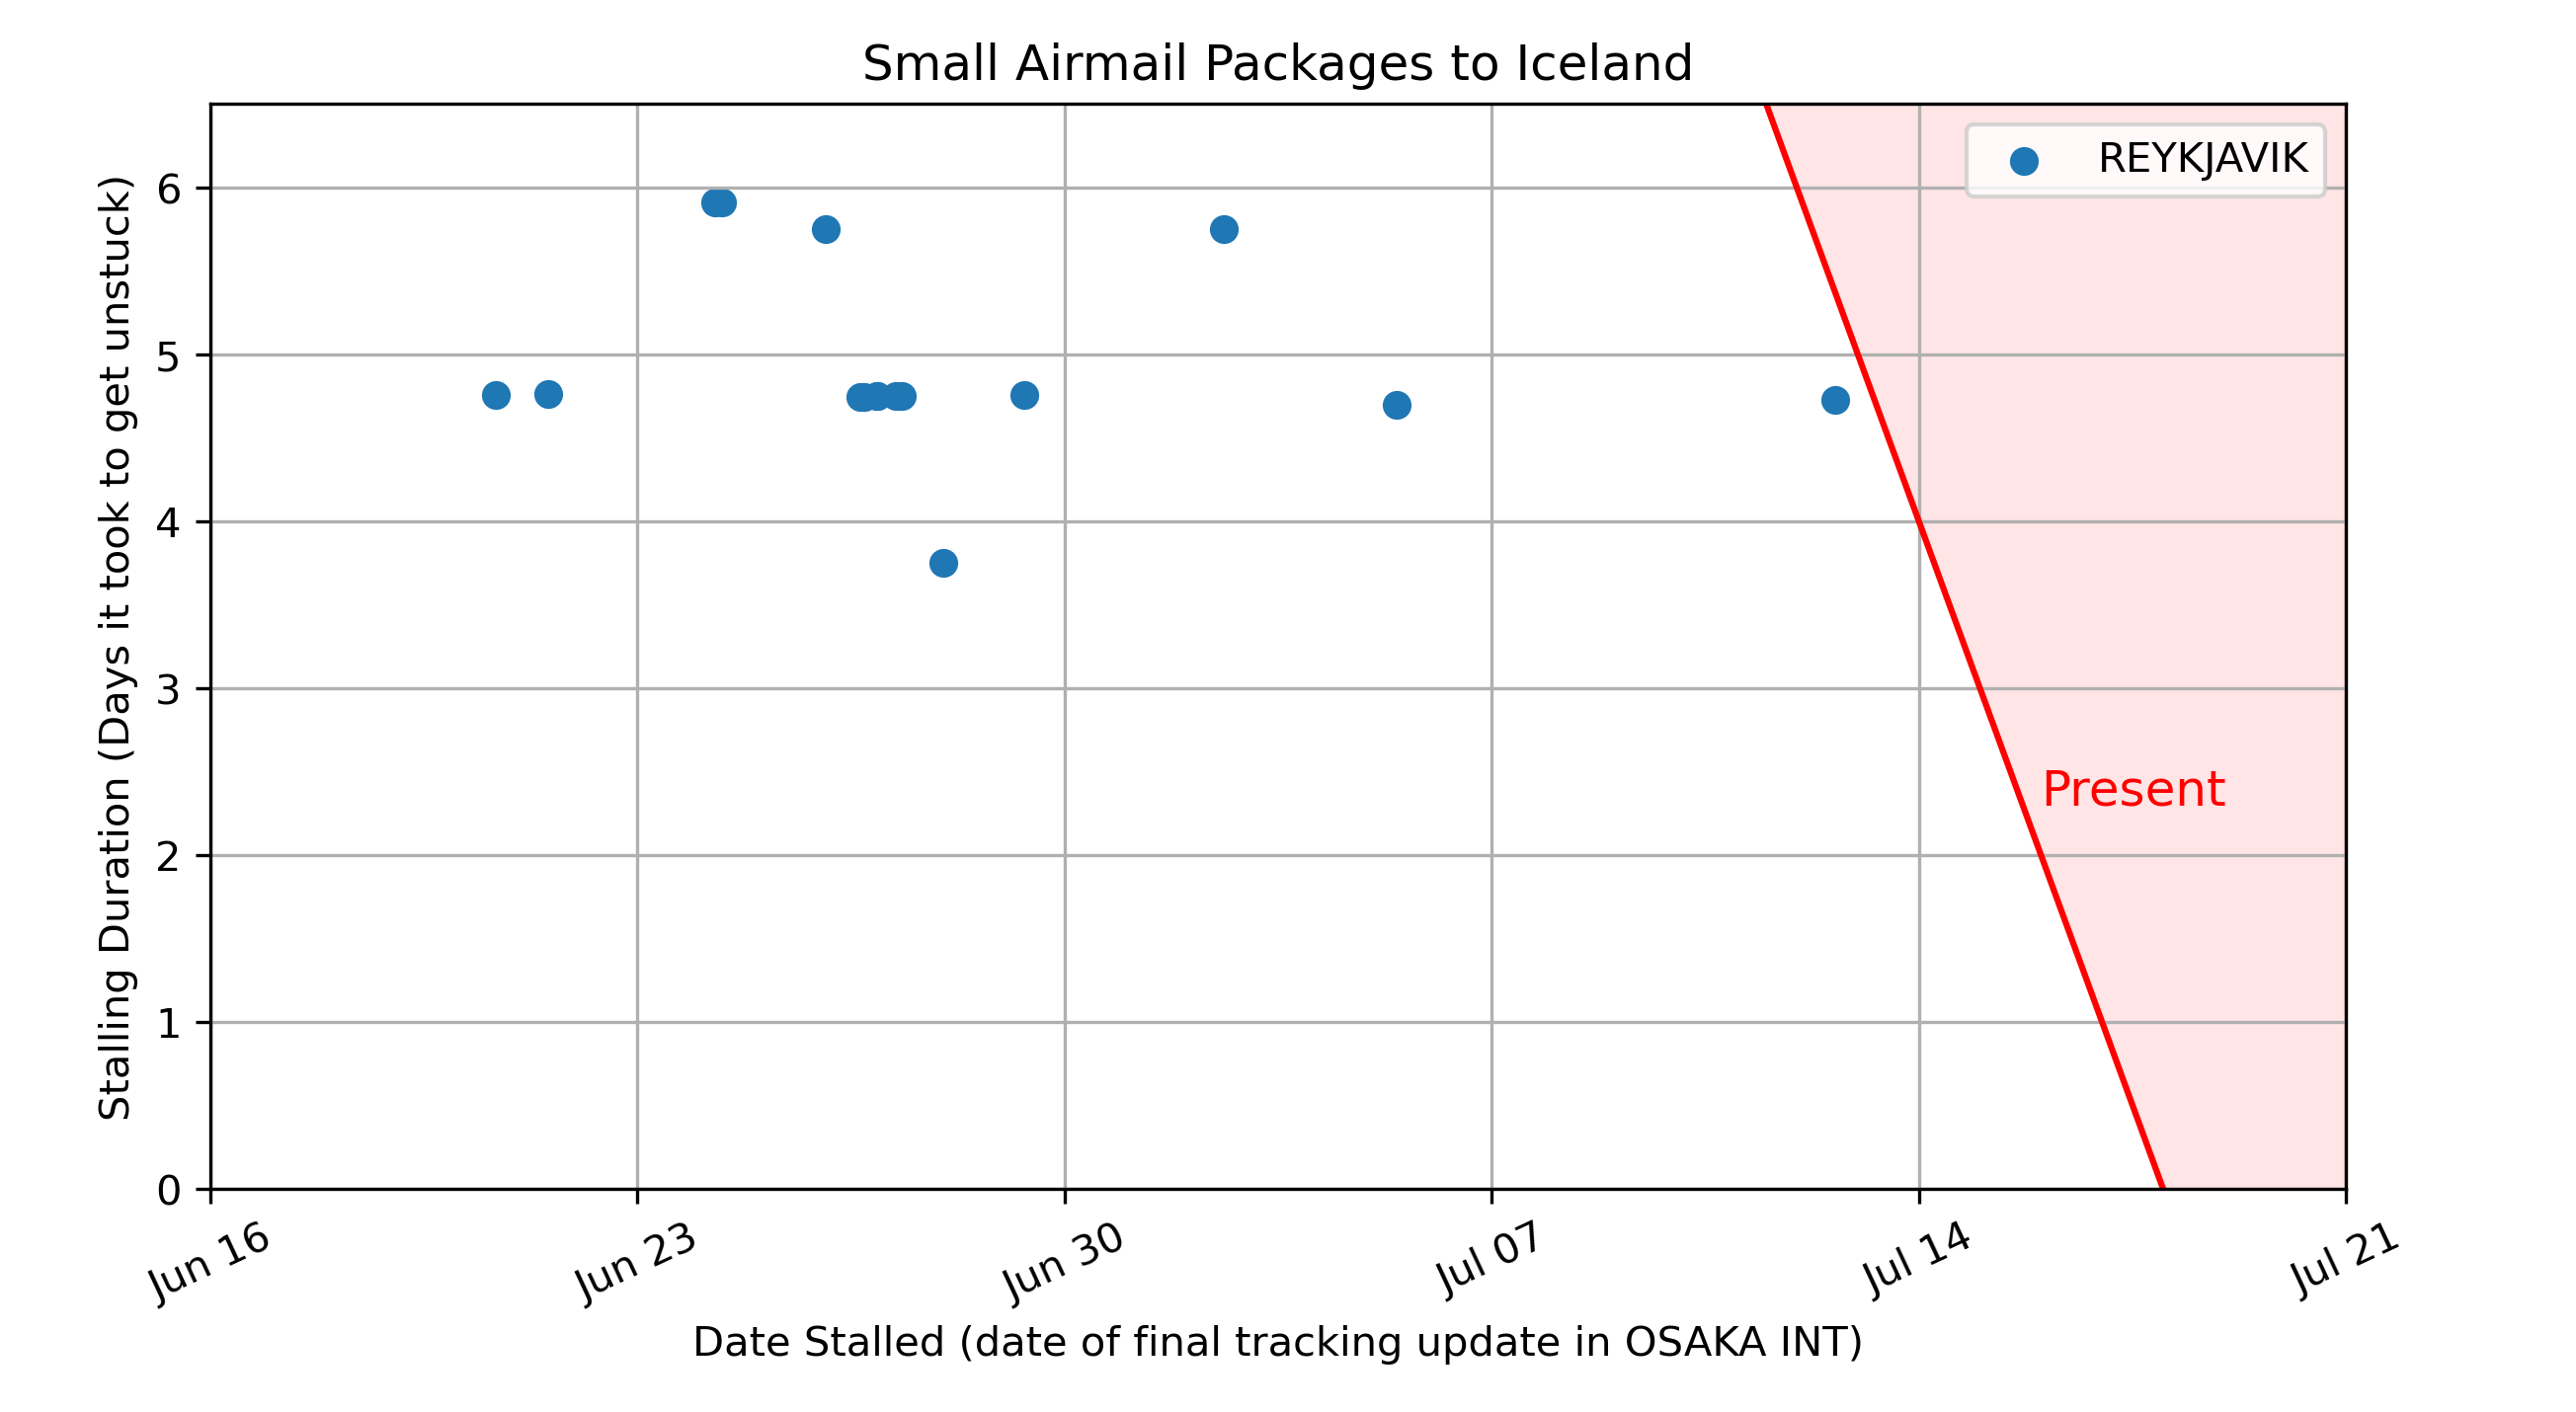 Small Airmail Packages to Iceland
REYKJAVIK
Stalling Duration (Days it took to get unstuck)
6
5
4
3
2
1
0
Present
Jun 16
Jun 23
Jun 30
Jul 07
Jul 14
Jul 21
Date Stalled (date of final tracking update in OSAKA INT)